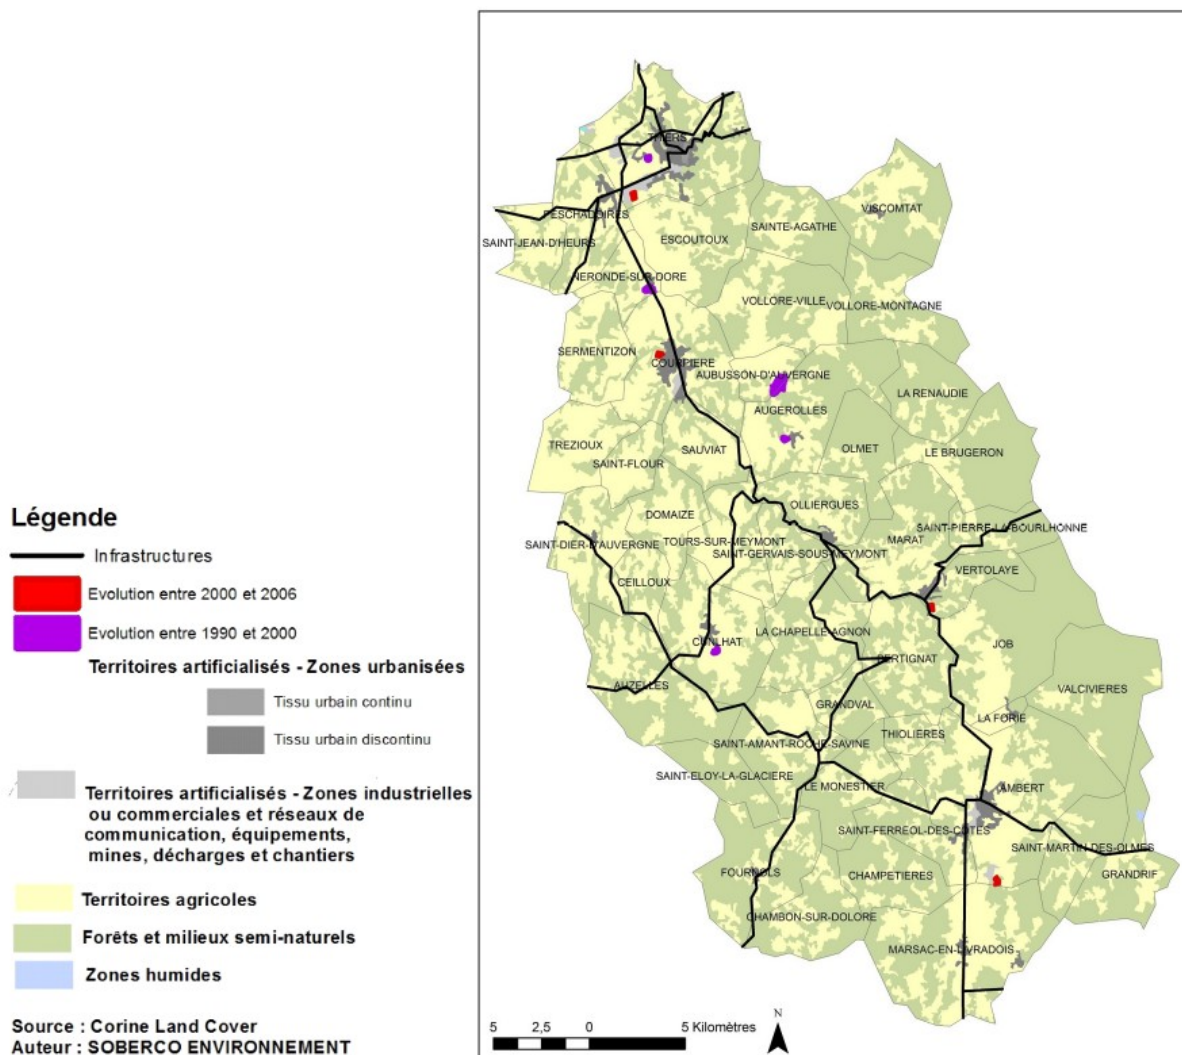 Légende
Infrastructures
Evolution entre 2000 et 2006
Evolution entre 1990 et 2000
Territoires artificialisés - Zones urbanisées
Tissu urbain continu
Tissu urbain discontinu
Territoires artificialisés - Zones industrielles
ou commerciales et réseaux de
communication, équipements,
mines, décharges et chantiers
Territoires agricoles
Forêts et milieux semi-naturels
Zones humides
Source : Corine Land Cover
Auteur : SOBERCO ENVIRONNEMENT
THIERS
VISCOMTAT
PESCHADOIRES
SAINTE-AGATHE
SAINT-JEAN-D'HEURS
ESCOUTOUX
NERONDE-SUR-DORE
VOLLORE-VILLE
VOLLORE-MONTAGNE
SERMENTIZON
COURPIERE
AUBUSSON-D'AUVERGNE
LA RENAUDIE
AUGEROLLES
TREZIOUX
SAUVIAT
OLMET
LE BRUGERON
SAINT-FLOUR
OLLIERGUES
DOMAIZE
SAINT-PIERRE-LA-BOURLHONNE
SAINT-DIER-D'AUVERGNE
TOURS-SUR-MEYMONT
MARAT
SAINT-GERVAIS-SOUS-MEYMONT
VERTOLAYE
CEILLOUX
LA CHAPELLE-AGNON
CUNLHAT
JOB
BERTIGNAT
AUZELLES
VALCIVIERES
GRANDVAL
LA FORIE
THIOLIERES
SAINT-AMANT-ROCHE-SAVINE
SAINT-ELOY-LA-GLACIERE
LE MONESTIER
AMBERT
SAINT-FERREOL-DES-COTES
SAINT-MARTIN-DES-OLMES
FOURNOLS
CHAMPETIERES
GRANDRIF
CHAMBON-SUR-DOLORE
MARSAC-EN-LIVRADOIS
5 2,5 0 5 Kilomètres
N